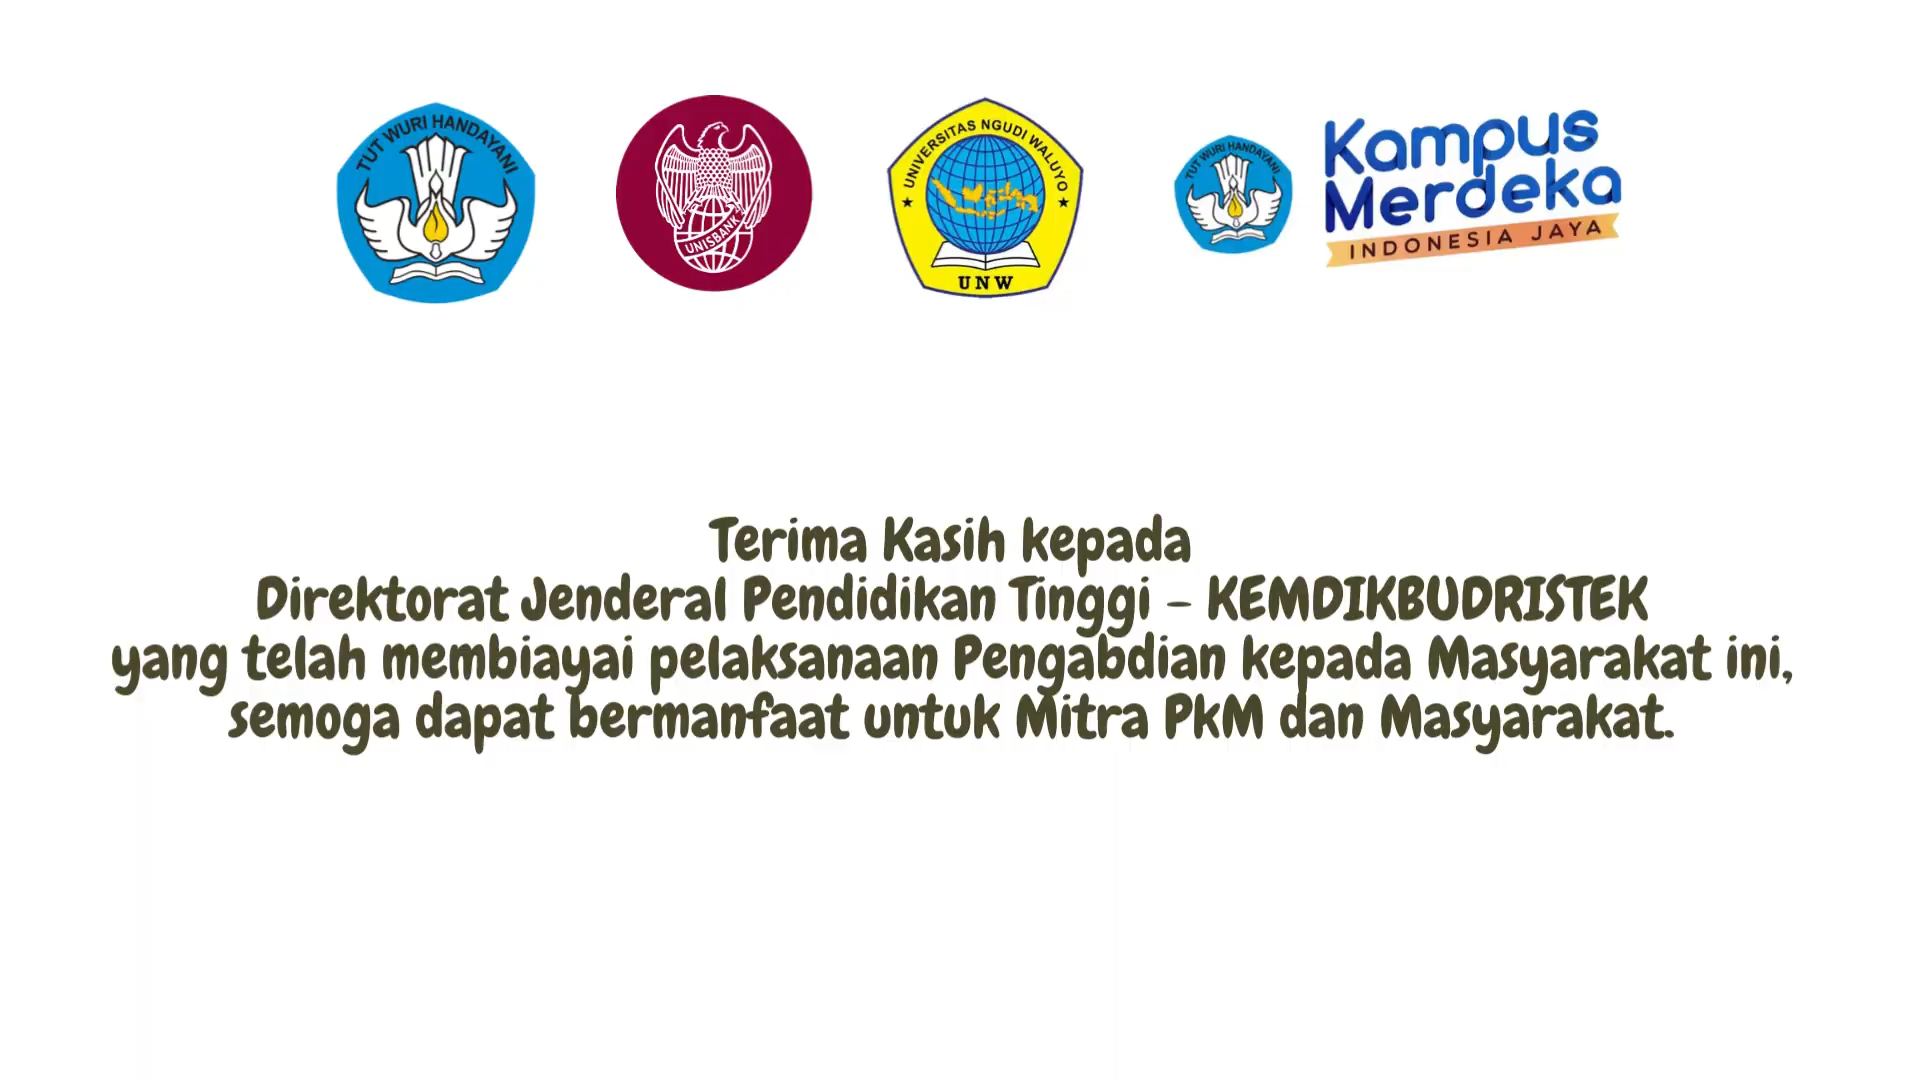 TUT WURI HANDAYANI
UNISBANK
UNIVERSITAS NGUDI WALUYO
UNW
TUT WURI HANDAYANI
Kampus
Merdeka
INDONESIA JAYA
Terima Kasih kepada
Direktorat Jenderal Pendidikan Tinggi – KEMDIKBUDRISTEK
yang telah membiayai pelaksanaan Pengabdian kepada Masyarakat ini,
semoga dapat bermanfaat untuk Mitra PkM dan Masyarakat.